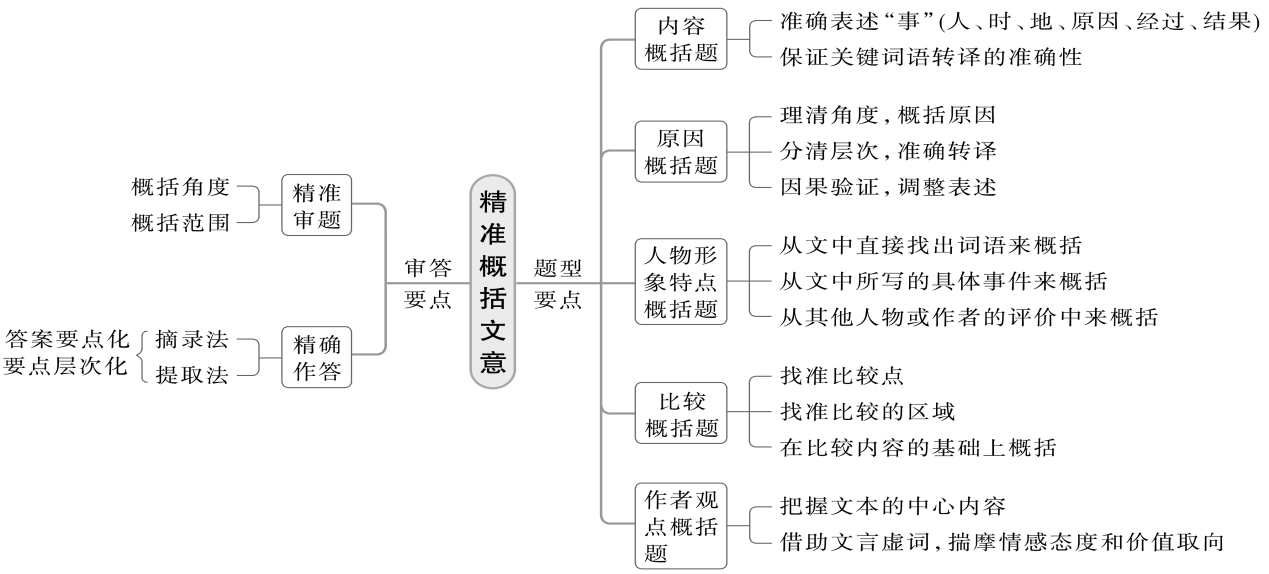 精准概括文意
审答
要点
精准
审题
概括角度
概括范围
精确
作答
摘录法
提取法
答案要点化
要点层次化
题型
要点
内容
概括题
准确表述“事”(人、时、地、原因、经过、结果)
保证关键词语转译的准确性
原因
概括题
理清角度,概括原因
分清层次,准确转译
因果验证,调整表述
人物形
象特点
概括题
从文中直接找出词语来概括
从文中所写的具体事件来概括
从其他人物或作者的评价中来概括
比较
概括题
找准比较点
找准比较的区域
在比较内容的基础上概括
作者观
点概括
题
把握文本的中心内容
借助文言虚词,揣摩情感态度和价值取向